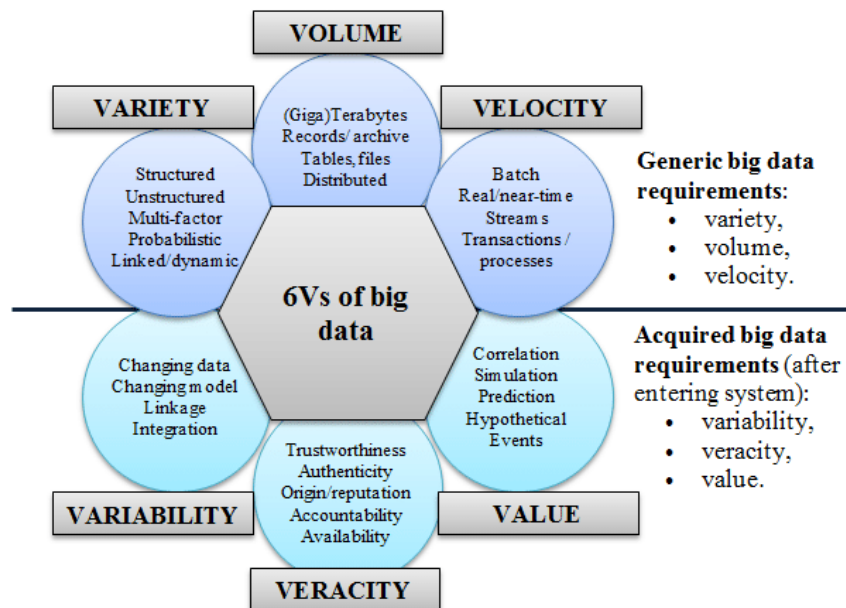 VOLUME
(Giga)Terabytes
Records/ archive
Tables, files
Distributed
VARIETY
Structured
Unstructured
Multi-factor
Probabilistic
Linked/dynamic
VELOCITY
Batch
Real/near-time
Streams
Transactions /
processes
6Vs of big
data
Generic big data
requirements:
• variety,
• volume,
• velocity.
Changing data
Changing model
Linkage
Integration
VARIABILITY
Trustworthiness
Authenticity
Origin/reputation
Accountability
Availability
VERACITY
Correlation
Simulation
Prediction
Hypothetical
Events
VALUE
Acquired big data
requirements (after
entering system):
• variability,
• veracity,
• value.